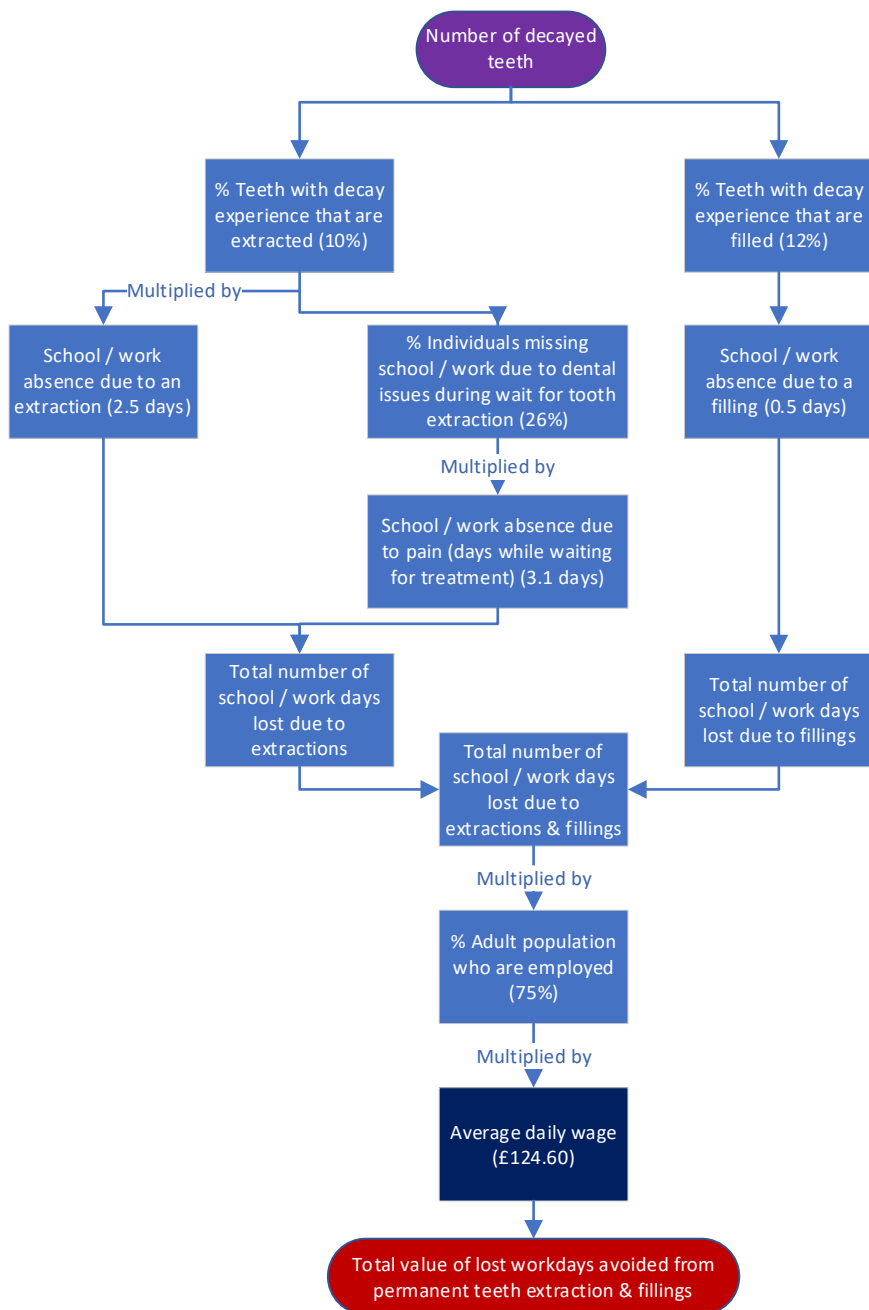 Number of decayed
teeth
% Teeth with decay
experience that are
extracted (10%)
% Teeth with decay
experience that are
filled (12%)
Multiplied by
School / work
absence due to an
extraction (2.5 days)
% Individuals missing
school / work due to dental
issues during wait for tooth
extraction (26%)
School / work
absence due to a
filling (0.5 days)
Multiplied by
School / work absence due
to pain (days while waiting
for treatment) (3.1 days)
Total number of
school / work days
lost due to
extractions
Total number of
school / work days
lost due to fillings
Total number of
school / work days
lost due to
extractions & fillings
Multiplied by
% Adult population
who are employed
(75%)
Multiplied by
Average daily wage
(£124.60)
Total value of lost workdays avoided from
permanent teeth extraction & fillings